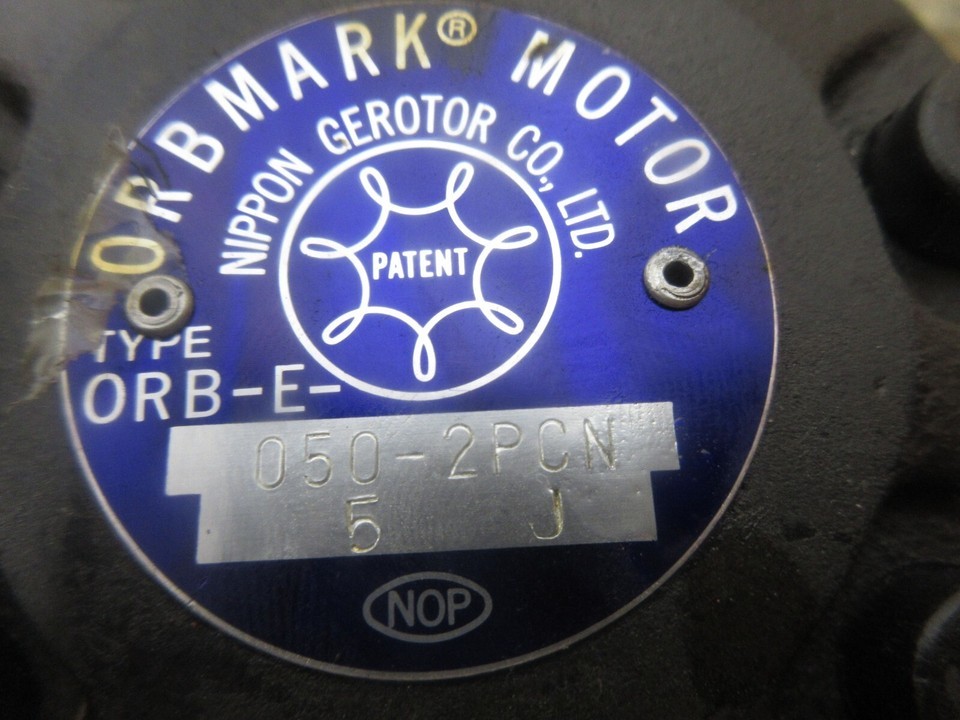 ORBMARK® MOTOR
NIPPON GEROTOR CO., LTD.
PATENT
TYPE
ORB-E-
050-2PCN
5 J
NOP